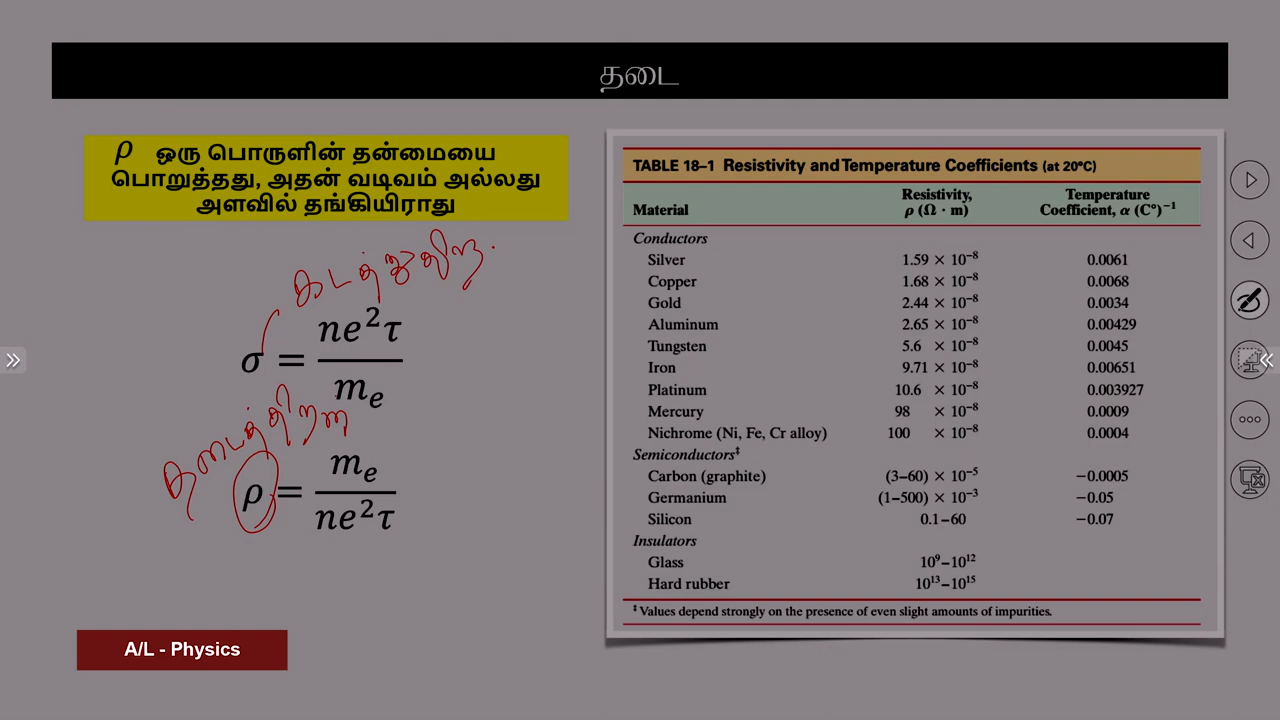 தடை
ρ ஒரு பொருளின் தன்மையை
பொறுத்தது, அதன் வடிவம் அல்லது
அளவில் தங்கியிராது
கடத்துதிறன்
σ = ne²τ / mₑ
தடைத்திறன்
ρ = mₑ / ne²τ
A/L - Physics
TABLE 18–1 Resistivity and Temperature Coefficients (at 20°C)
Material Resistivity, ρ (Ω · m) Temperature Coefficient, α (C°)⁻¹
Conductors
Silver 1.59 × 10⁻⁸ 0.0061
Copper 1.68 × 10⁻⁸ 0.0068
Gold 2.44 × 10⁻⁸ 0.0034
Aluminum 2.65 × 10⁻⁸ 0.00429
Tungsten 5.6 × 10⁻⁸ 0.0045
Iron 9.71 × 10⁻⁸ 0.00651
Platinum 10.6 × 10⁻⁸ 0.003927
Mercury 98 × 10⁻⁸ 0.0009
Nichrome (Ni, Fe, Cr alloy) 100 × 10⁻⁸ 0.0004
Semiconductors‡
Carbon (graphite) (3–60) × 10⁻⁵ −0.0005
Germanium (1–500) × 10⁻³ −0.05
Silicon 0.1–60 −0.07
Insulators
Glass 10⁹–10¹²
Hard rubber 10¹³–10¹⁵
‡ Values depend strongly on the presence of even slight amounts of impurities.